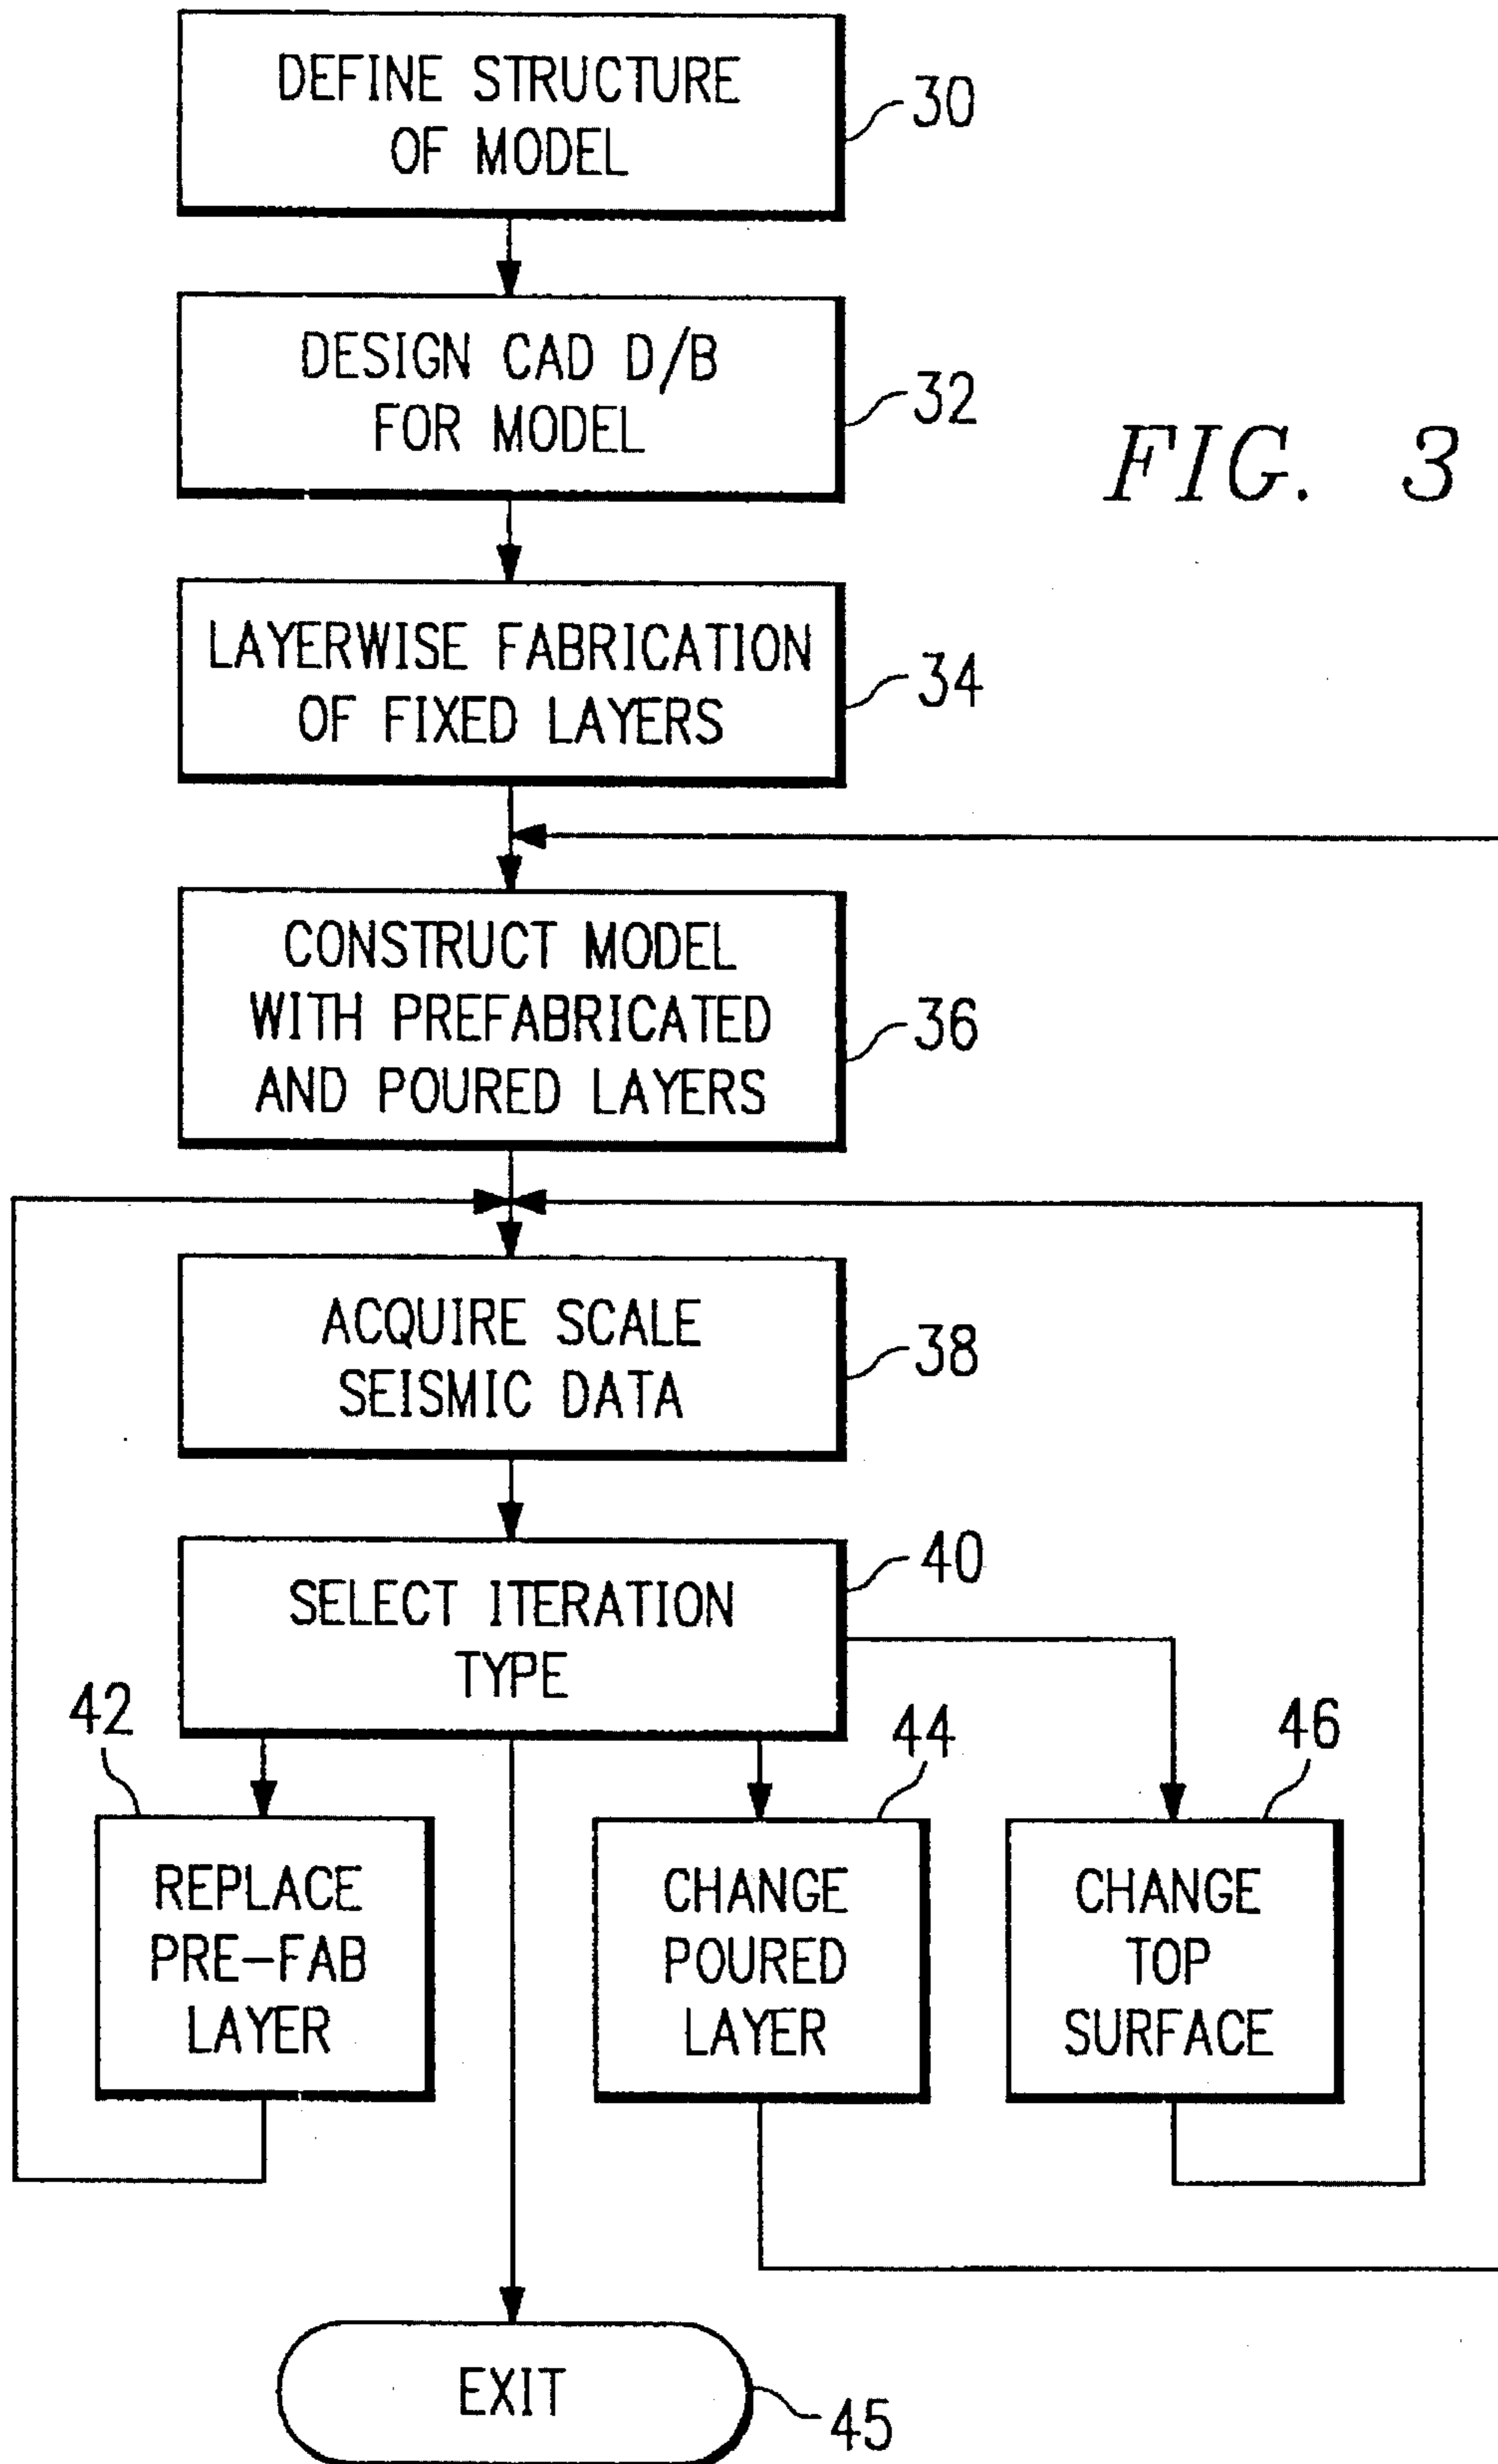 DEFINE STRUCTURE
OF MODEL
30
DESIGN CAD D/B
FOR MODEL
32
FIG. 3
LAYERWISE FABRICATION
OF FIXED LAYERS
34
CONSTRUCT MODEL
WITH PREFABRICATED
AND POURED LAYERS
36
ACQUIRE SCALE
SEISMIC DATA
38
SELECT ITERATION
TYPE
40
42
REPLACE
PRE-FAB
LAYER
44
CHANGE
POURED
LAYER
46
CHANGE
TOP
SURFACE
EXIT
45